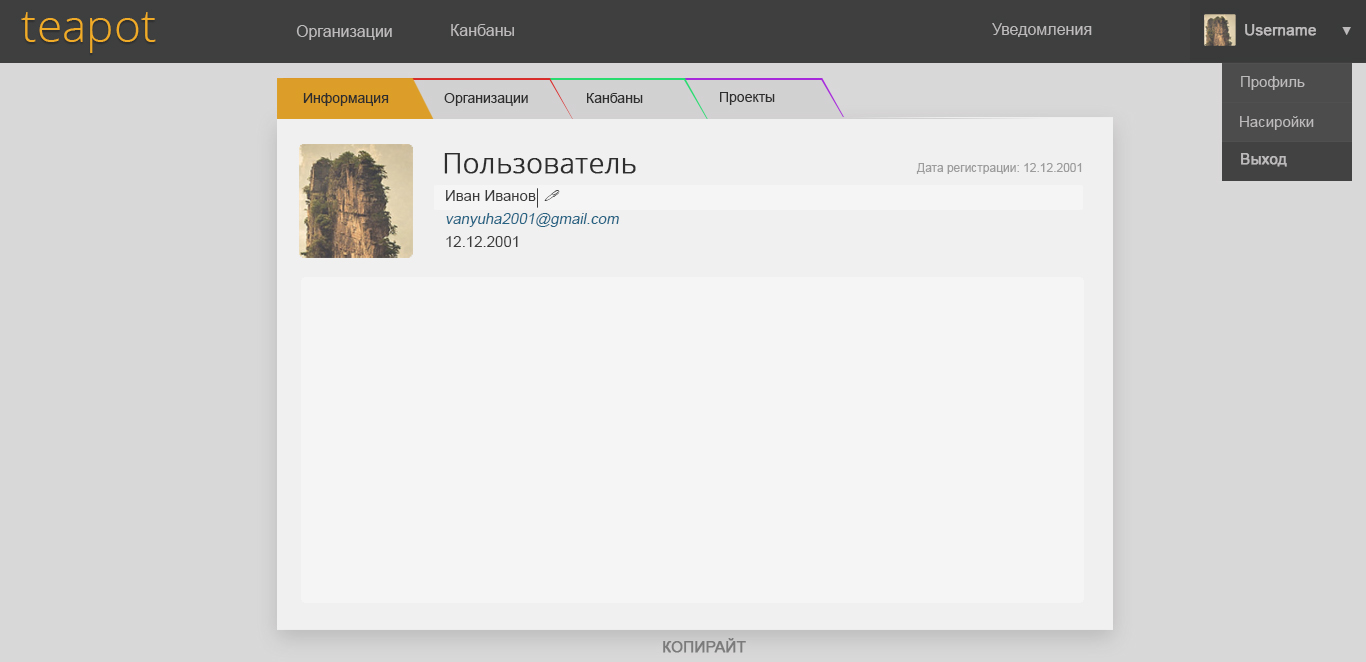 teapot
Организации
Канбаны
Уведомления
Username ▼
Профиль
Насиройки
Выход
Информация
Организации
Канбаны
Проекты
Пользователь
Дата регистрации: 12.12.2001
Иван Иванов
vanyuha2001@gmail.com
12.12.2001
КОПИРАЙТ